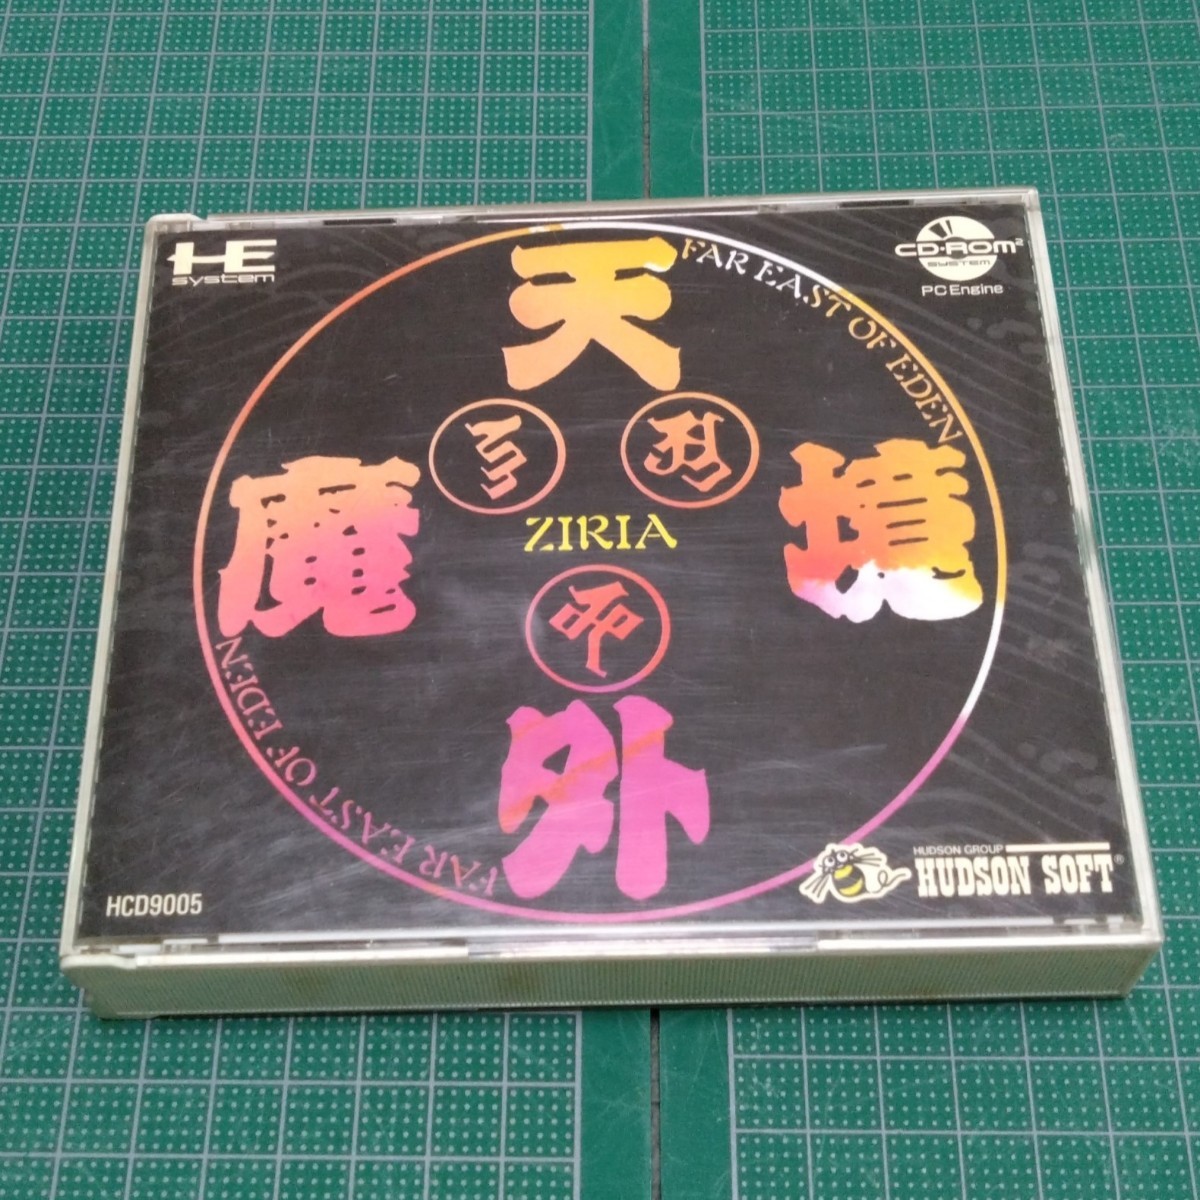 HE
system
CD-ROM²
SYSTEM
PC Engine
天
外
魔
境
FAR EAST OF EDEN
ZIRIA
FAR EAST OF EDEN
HCD9005
HUDSON GROUP
HUDSON SOFT®